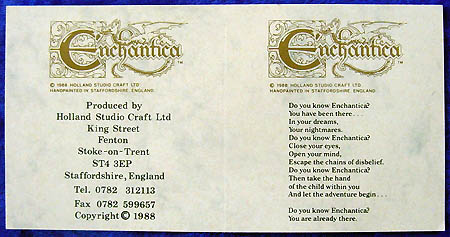 Enchantica™
© 1988 HOLLAND STUDIO CRAFT LTD
HANDPAINTED IN STAFFORDSHIRE, ENGLAND.
Produced by
Holland Studio Craft Ltd
King Street
Fenton
Stoke-on-Trent
ST4 3EP
Staffordshire, England
Tel. 0782 312113
Fax 0782 599657
Copyright © 1988
Enchantica™
© 1988 HOLLAND STUDIO CRAFT LTD.
HANDPAINTED IN STAFFORDSHIRE, ENGLAND.
Do you know Enchantica?
You have been there . . .
In your dreams,
Your nightmares.
Do you know Enchantica?
Close your eyes,
Open your mind,
Escape the chains of disbelief.
Do you know Enchantica?
Then take the hand
of the child within you
And let the adventure begin . . .
Do you know Enchantica?
You are already there.